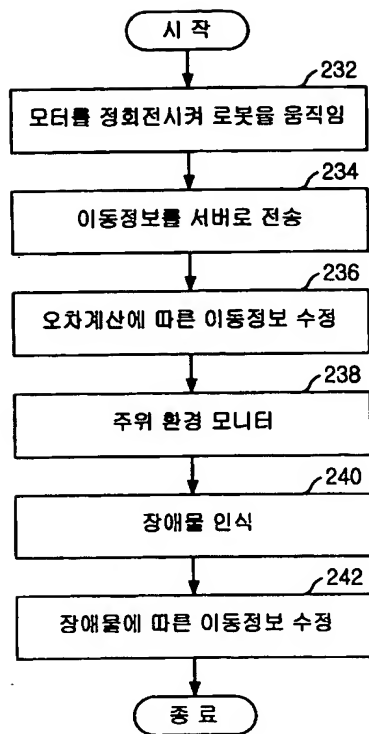 시 작
232
모터를 정회전시켜 로봇을 움직임
234
이동정보를 서버로 전송
236
오차계산에 따른 이동정보 수정
238
주위 환경 모니터
240
장애물 인식
242
장애물에 따른 이동정보 수정
종 료